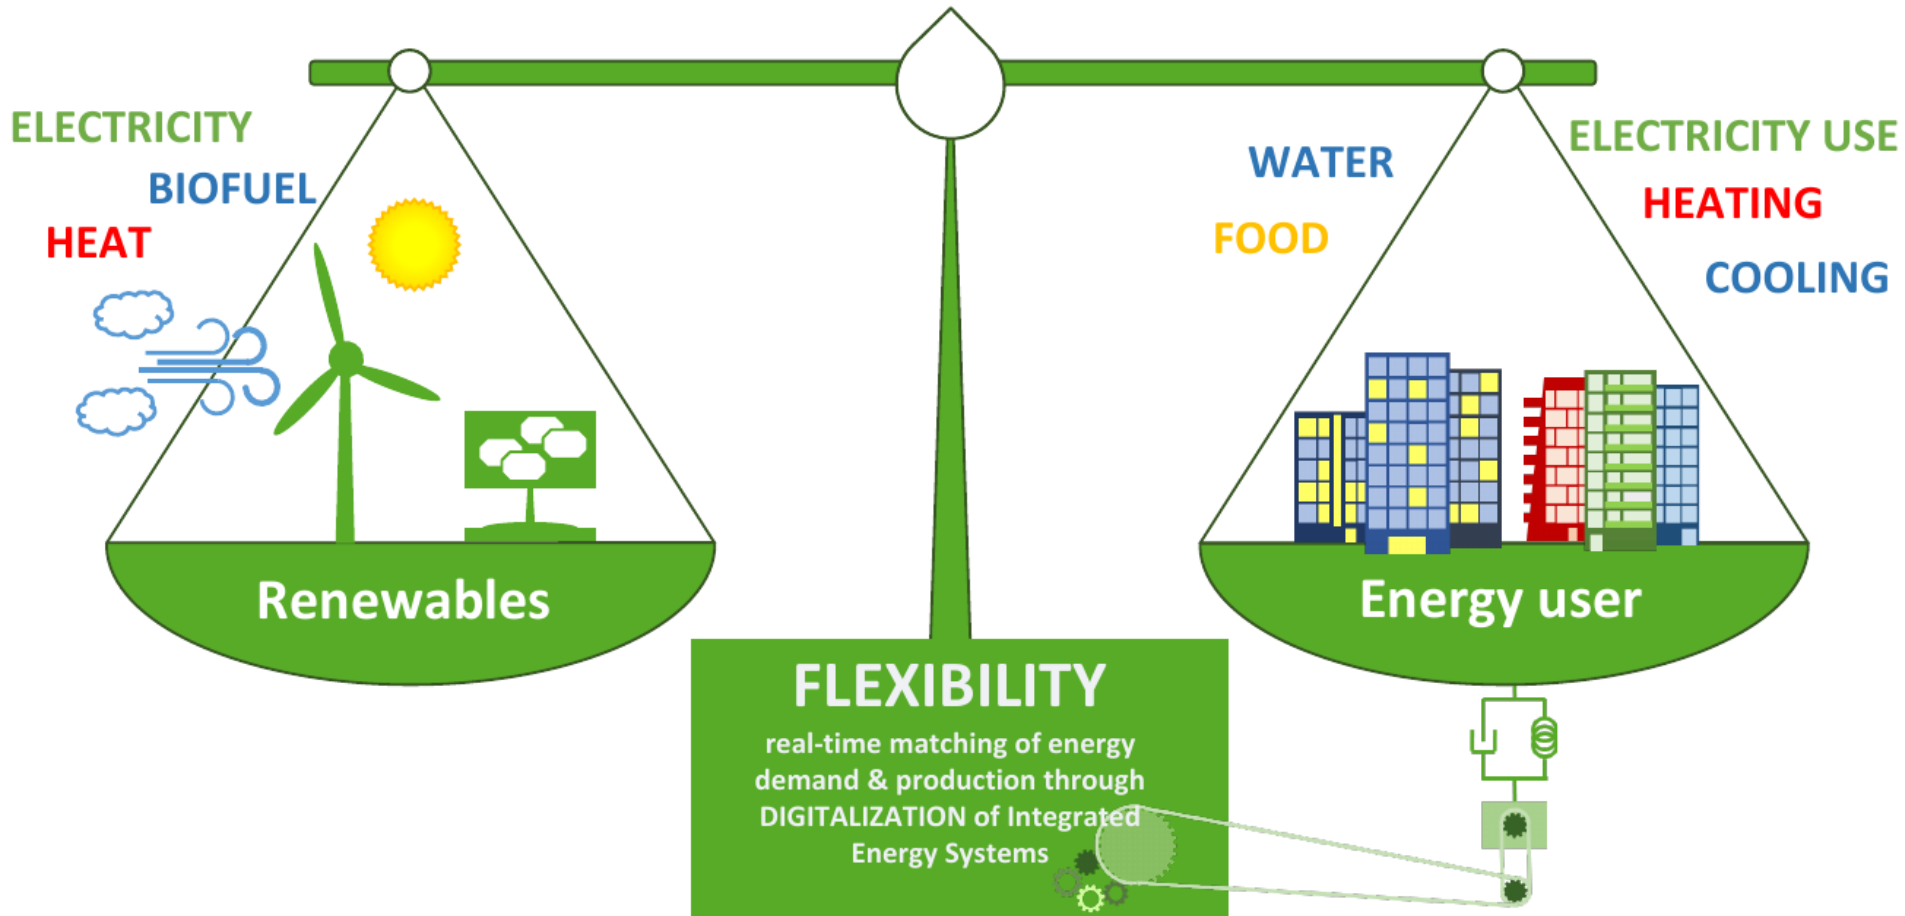 ELECTRICITY
BIOFUEL
HEAT
WATER
FOOD
ELECTRICITY USE
HEATING
COOLING
Renewables
Energy user
FLEXIBILITY
real-time matching of energy
demand & production through
DIGITALIZATION of Integrated
Energy Systems